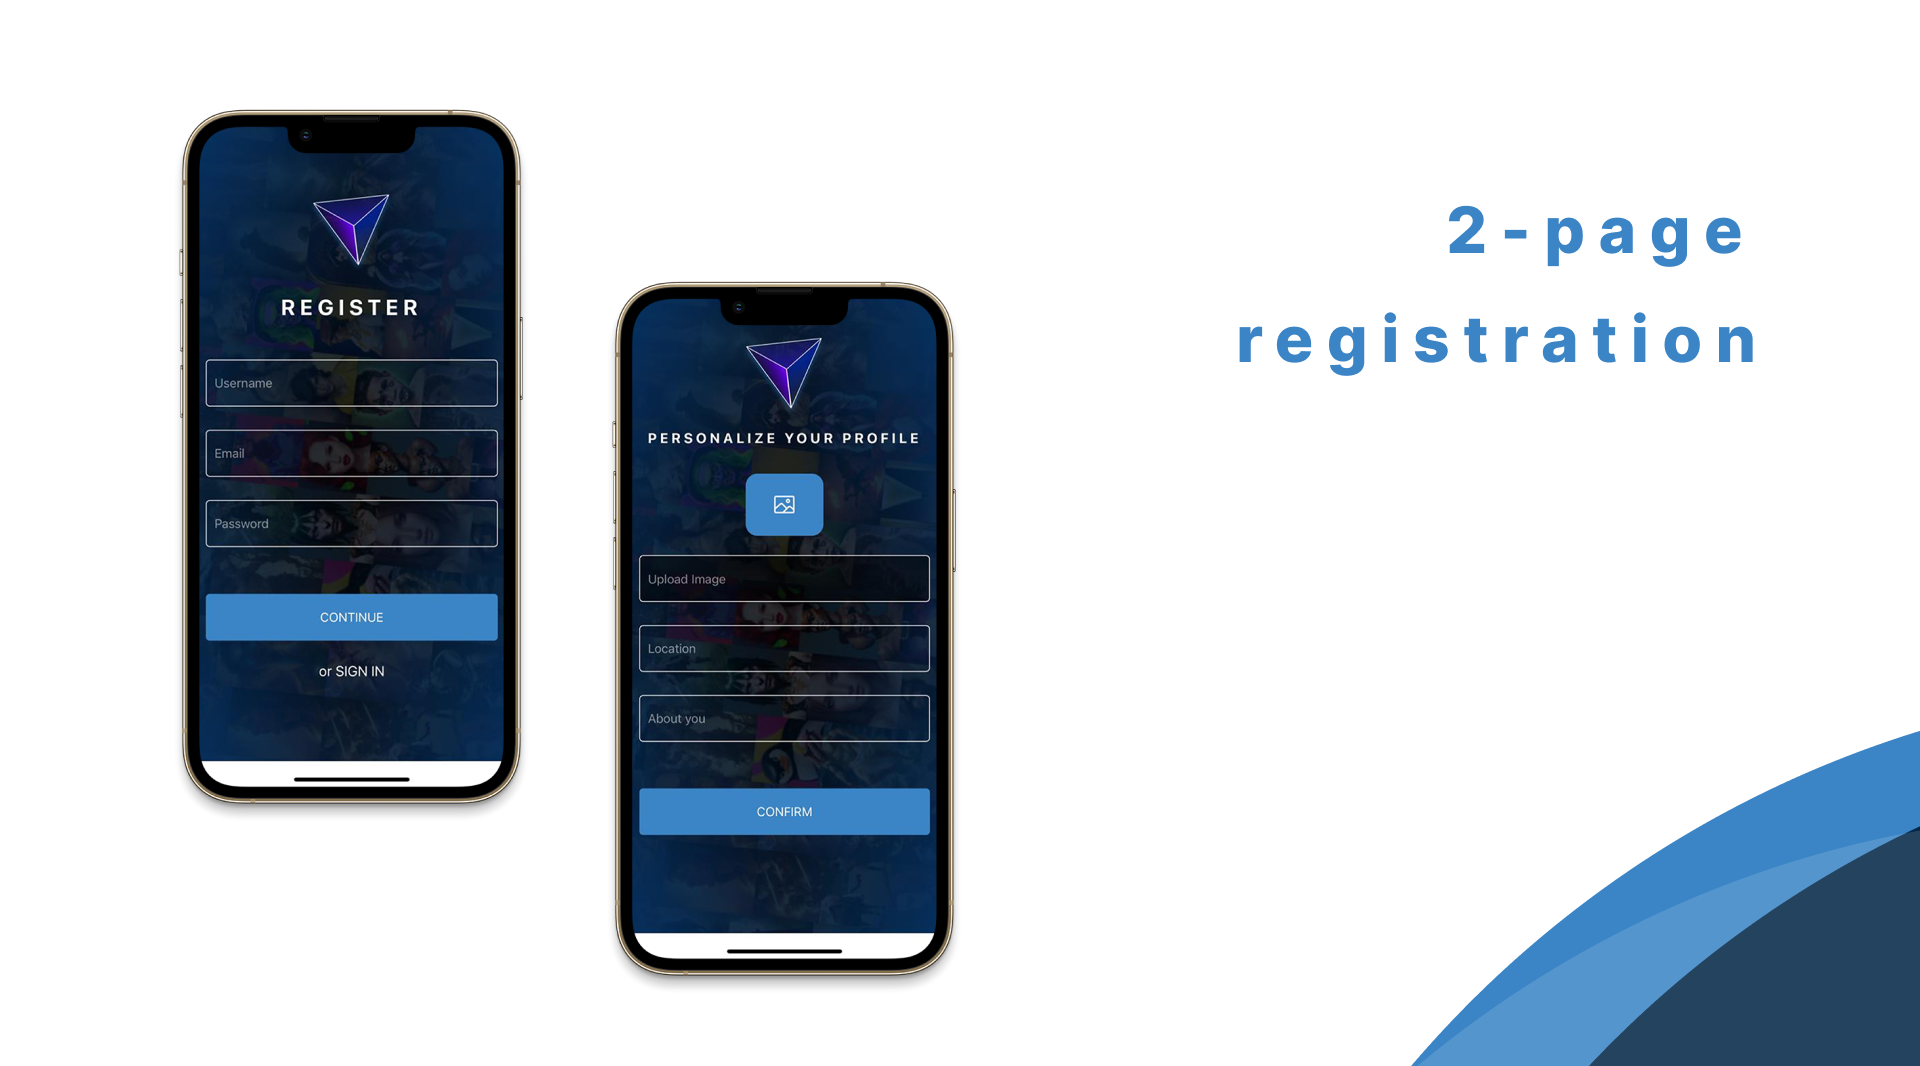 REGISTER
Username
Email
Password
CONTINUE
or SIGN IN
PERSONALIZE YOUR PROFILE
Upload Image
Location
About you
CONFIRM
2-page
registration